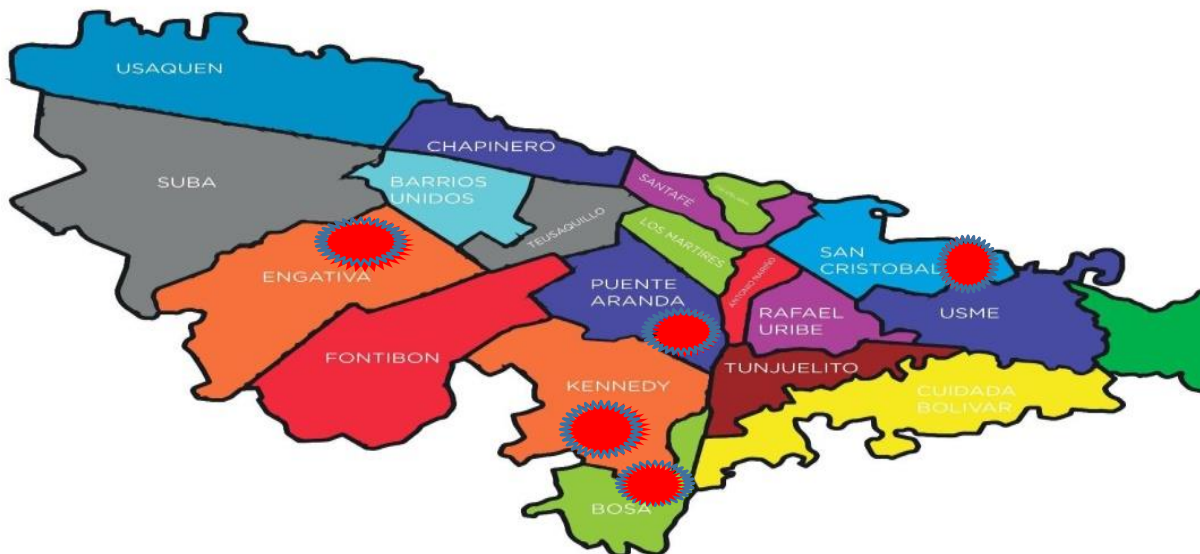 USAQUEN
CHAPINERO
SUBA
BARRIOS
UNIDOS
SANTAFÉ
TEUSAQUILLO
LOS MARTIRES
ENGATIVA
SAN
CRISTOBAL
ANTONIO NARIÑO
PUENTE
ARANDA
RAFAEL
URIBE
USME
FONTIBON
TUNJUELITO
KENNEDY
CUIDADA
BOLIVAR
BOSA